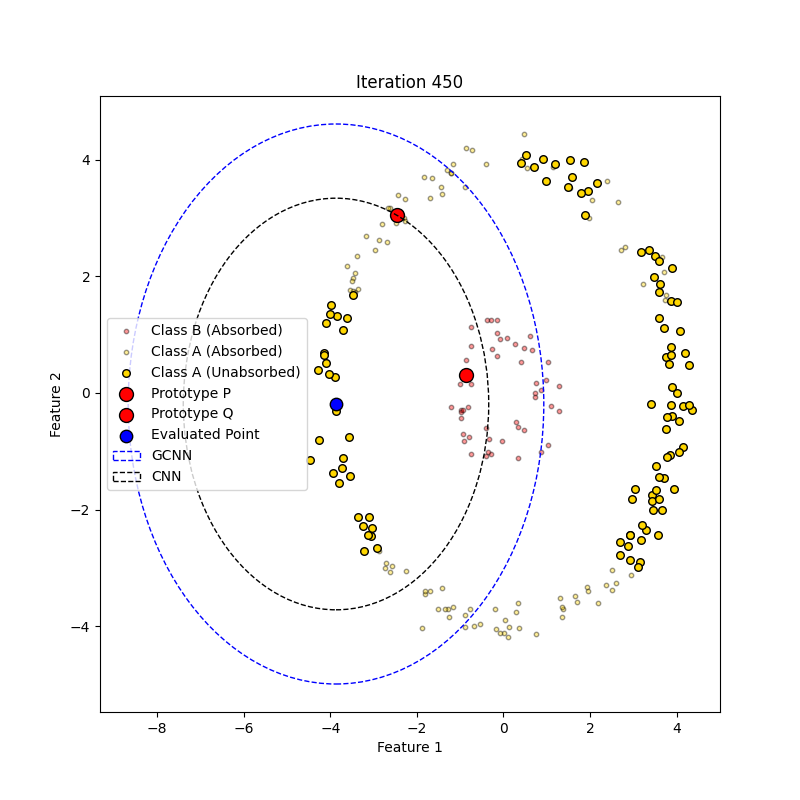 Iteration 450
Feature 2
4
2
0
−2
−4
Class B (Absorbed)
Class A (Absorbed)
Class A (Unabsorbed)
Prototype P
Prototype Q
Evaluated Point
GCNN
CNN
−8
−6
−4
−2
0
2
4
Feature 1